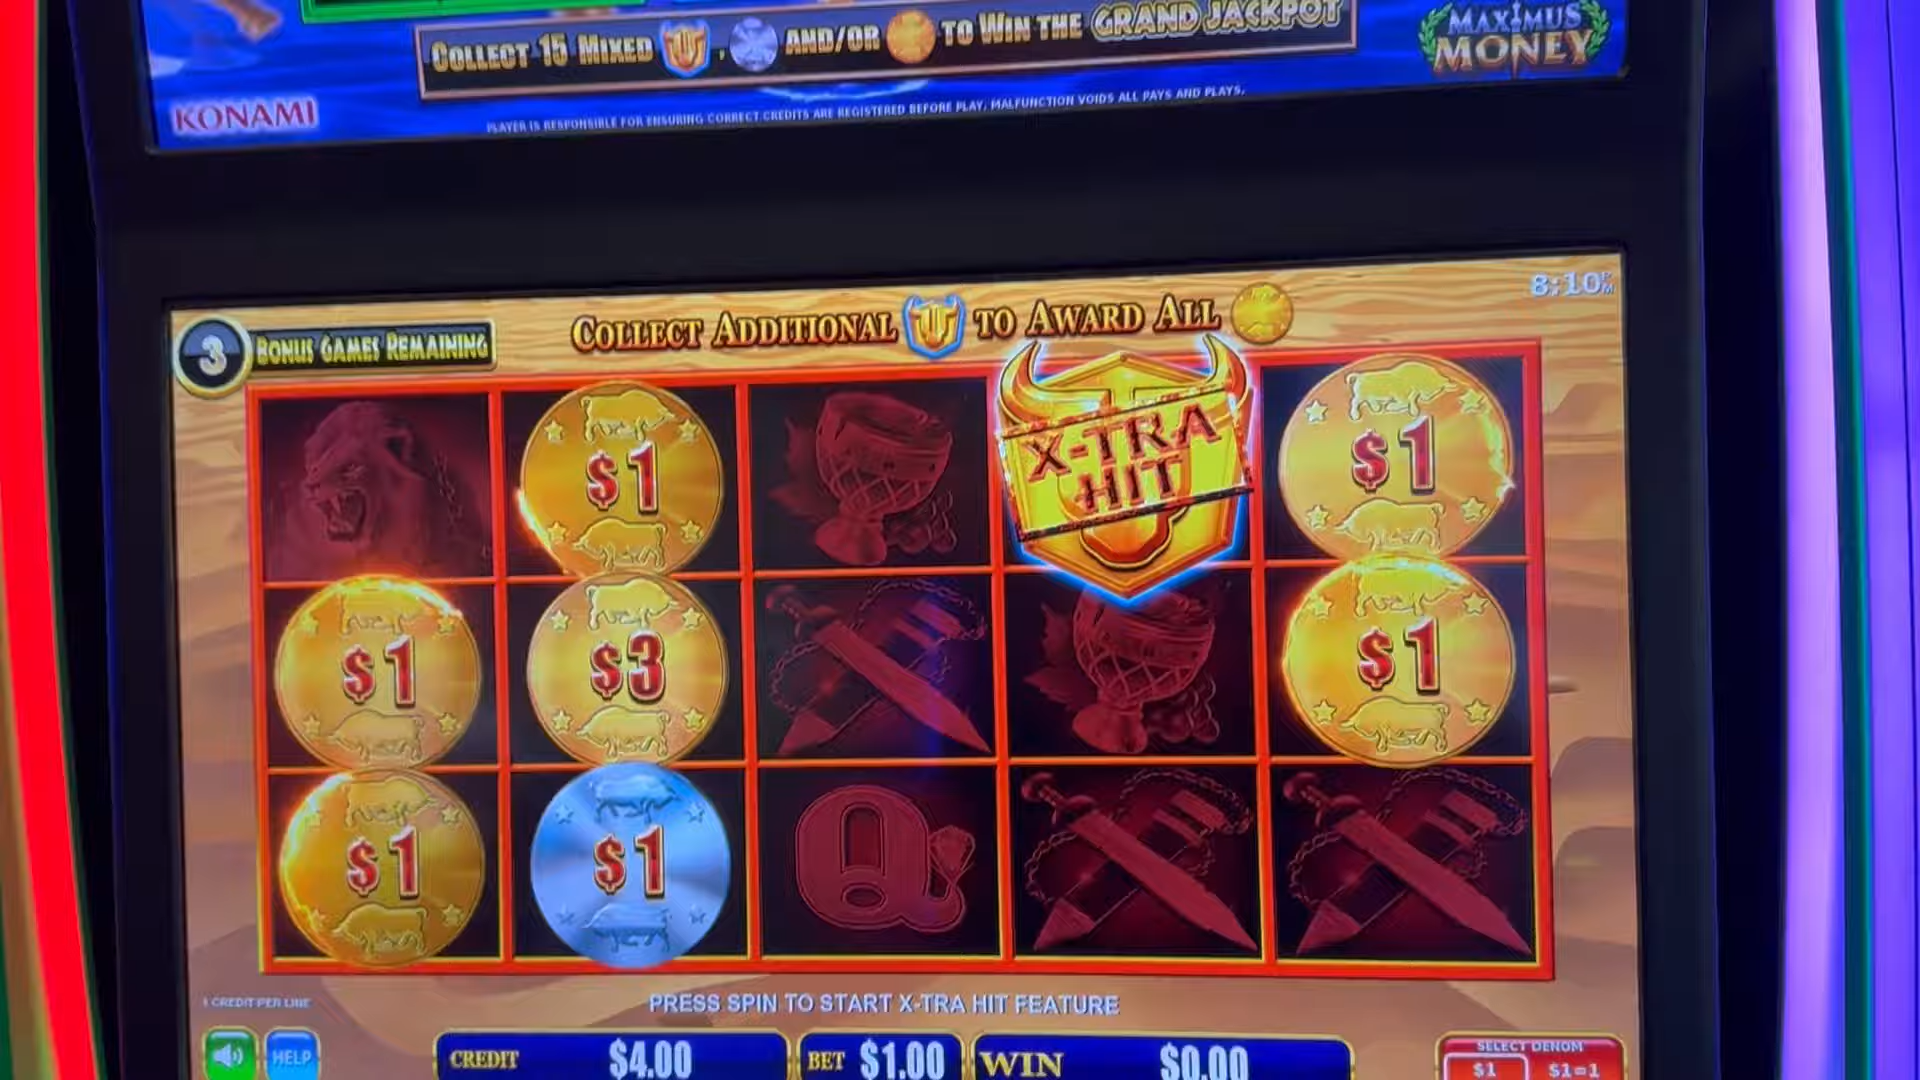 COLLECT 15 MIXED , AND/OR TO WIN THE GRAND JACKPOT
MAXIMUS
MONEY
KONAMI
PLAYER IS RESPONSIBLE FOR ENSURING CORRECT CREDITS ARE REGISTERED BEFORE PLAY. MALFUNCTION VOIDS ALL PAYS AND PLAYS.
8:10 PM
3 BONUS GAMES REMAINING
COLLECT ADDITIONAL TO AWARD ALL
$1
X-TRA
HIT
$1
$1
$3
$1
$1
$1
Q
1 CREDIT PER LINE
PRESS SPIN TO START X-TRA HIT FEATURE
HELP
CREDIT $4.00
BET $1.00
WIN $0.00
SELECT DENOM
$1 $1=1